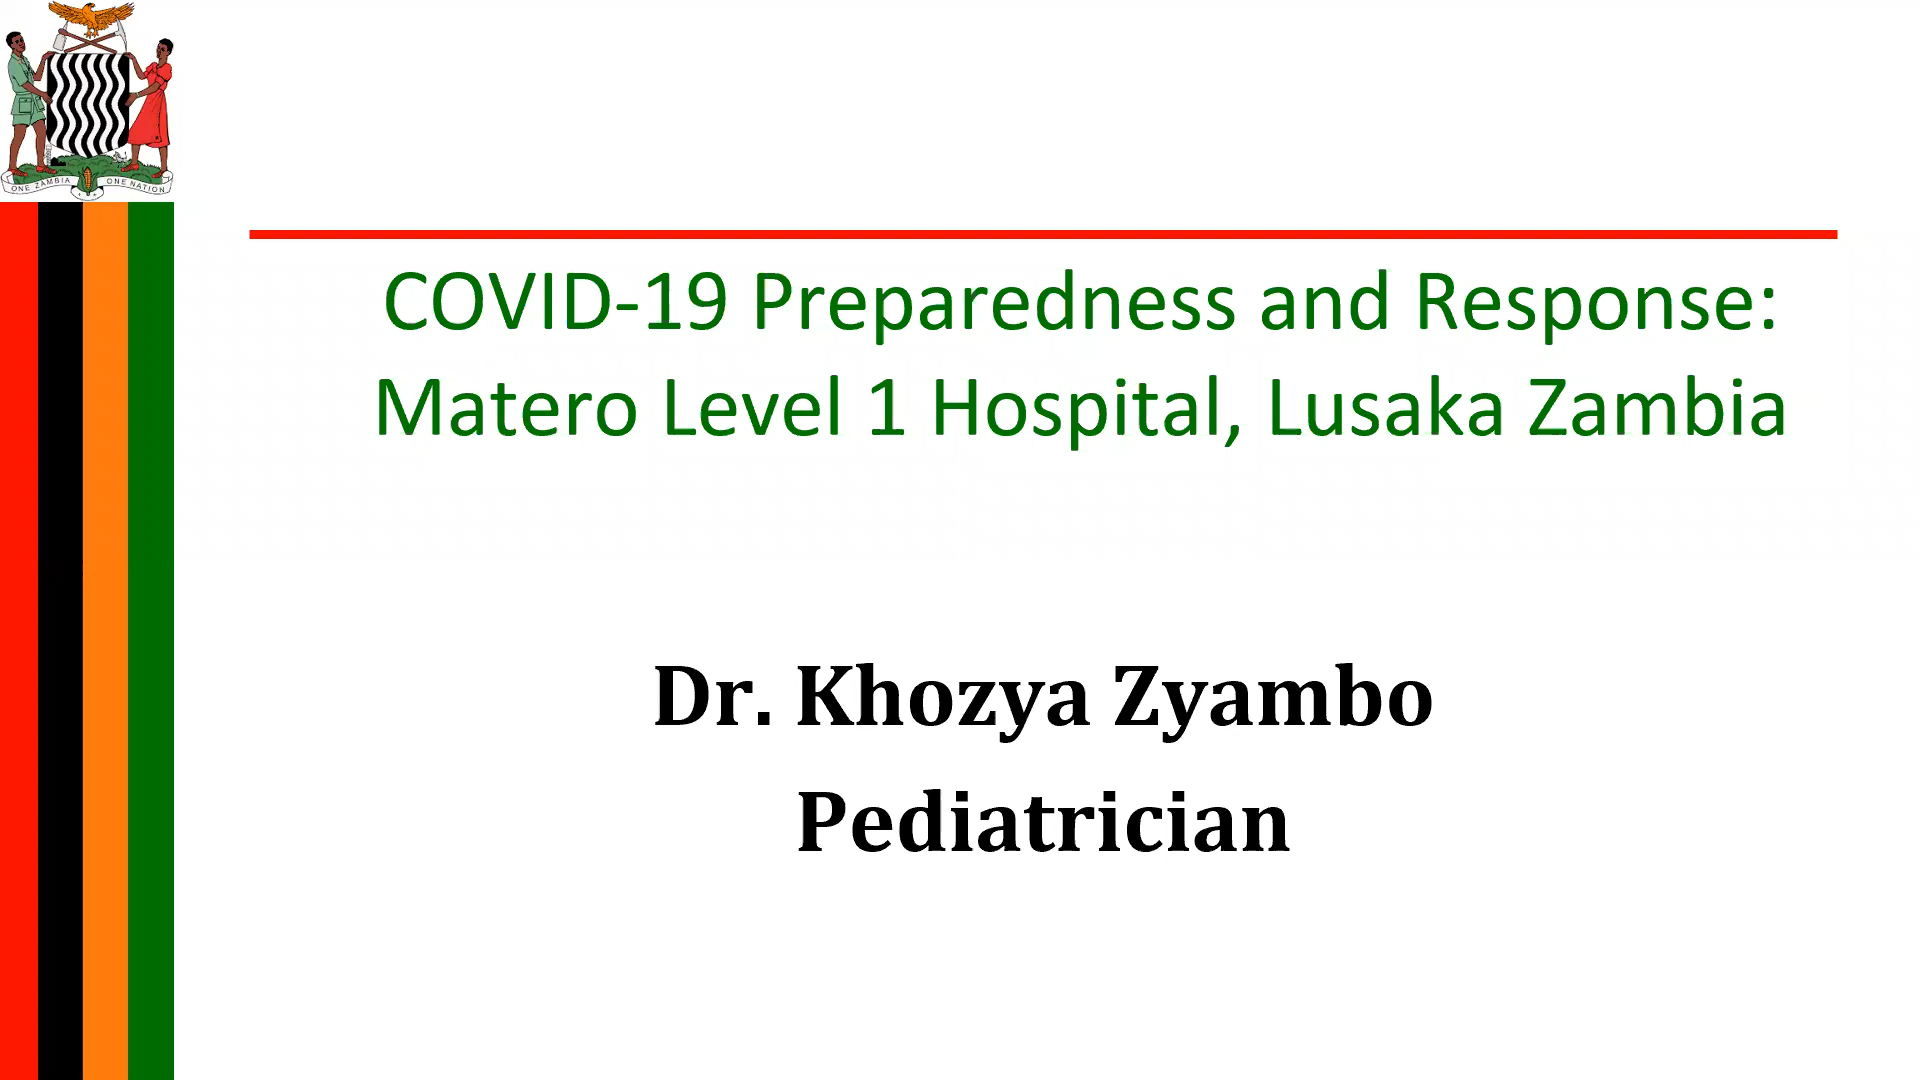 ONE ZAMBIA ONE NATION
COVID-19 Preparedness and Response:
Matero Level 1 Hospital, Lusaka Zambia
Dr. Khozya Zyambo
Pediatrician